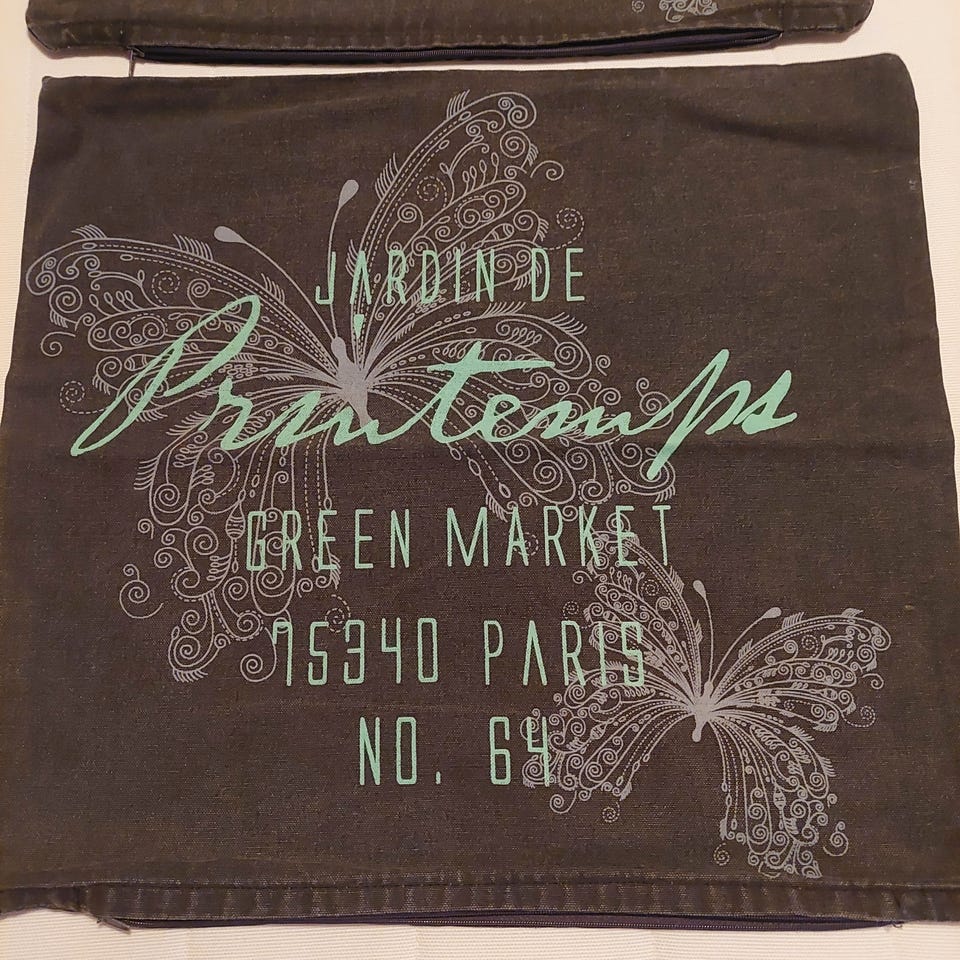 JARDIN DE
Printemps
GREEN MARKET
75340 PARIS
NO. 64